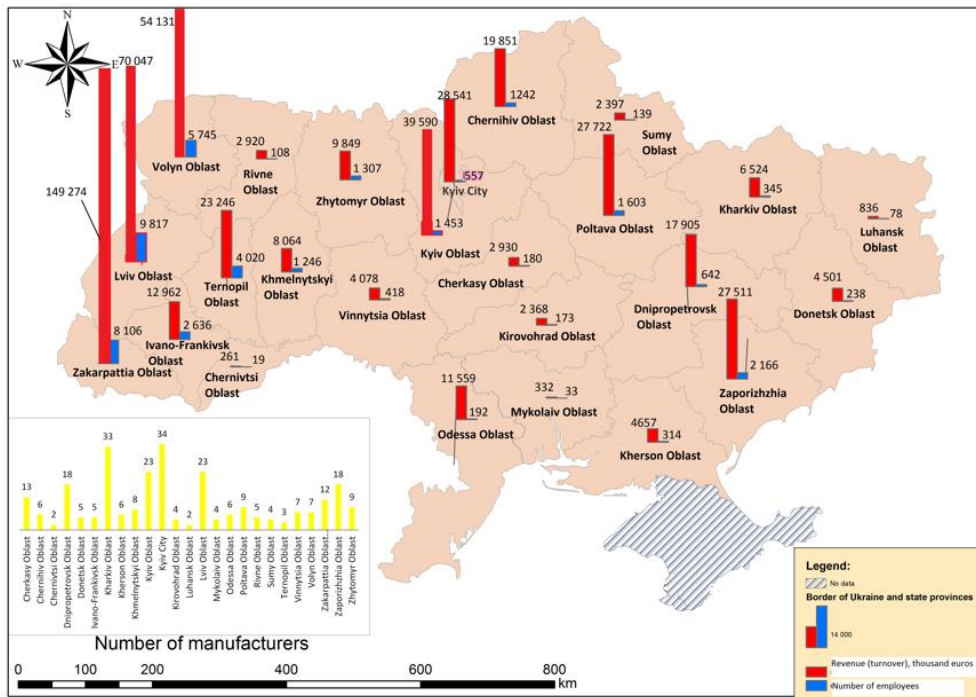 N
W
E
S
54 131
70 047
149 274
5 745
Volyn Oblast
2 920
108
Rivne
Oblast
9 849
1 307
Zhytomyr Oblast
28 541
557
Kyiv City
39 590
1 453
Kyiv Oblast
19 851
1242
Chernihiv Oblast
2 397
139
Sumy
Oblast
27 722
1 603
Poltava Oblast
6 524
345
Kharkiv Oblast
836
78
Luhansk
Oblast
9 817
Lviv Oblast
23 246
4 020
Ternopil
Oblast
8 064
1 246
Khmelnytskyi
Oblast
4 078
418
Vinnytsia Oblast
2 930
180
Cherkasy Oblast
17 905
642
Dnipropetrovsk
Oblast
4 501
238
Donetsk Oblast
12 962
2 636
Ivano-Frankivsk
Oblast
8 106
Zakarpattia Oblast
261
19
Chernivtsi
Oblast
2 368
173
Kirovohrad Oblast
27 511
2 166
Zaporizhzhia
Oblast
11 559
192
Odessa Oblast
332
33
Mykolaiv Oblast
4657
314
Kherson Oblast
13
6
2
18
5
5
33
6
8
23
34
4
2
23
4
6
9
5
4
3
7
7
12
18
9
Cherkasy Oblast
Chernihiv Oblast
Chernivtsi Oblast
Dnipropetrovsk Oblast
Donetsk Oblast
Ivano-Frankivsk Oblast
Kharkiv Oblast
Kherson Oblast
Khmelnytskyi Oblast
Kyiv Oblast
Kyiv City
Kirovohrad Oblast
Luhansk Oblast
Lviv Oblast
Mykolaiv Oblast
Odessa Oblast
Poltava Oblast
Rivne Oblast
Sumy Oblast
Ternopil Oblast
Vinnytsia Oblast
Volyn Oblast
Zakarpattia Oblast...
Zaporizhzhia Oblast
Zhytomyr Oblast
Number of manufacturers
0 100 200 400 600 800
km
Legend:
No data
Border of Ukraine and state provinces
14 000
Revenue (turnover), thousand euros
Number of employees